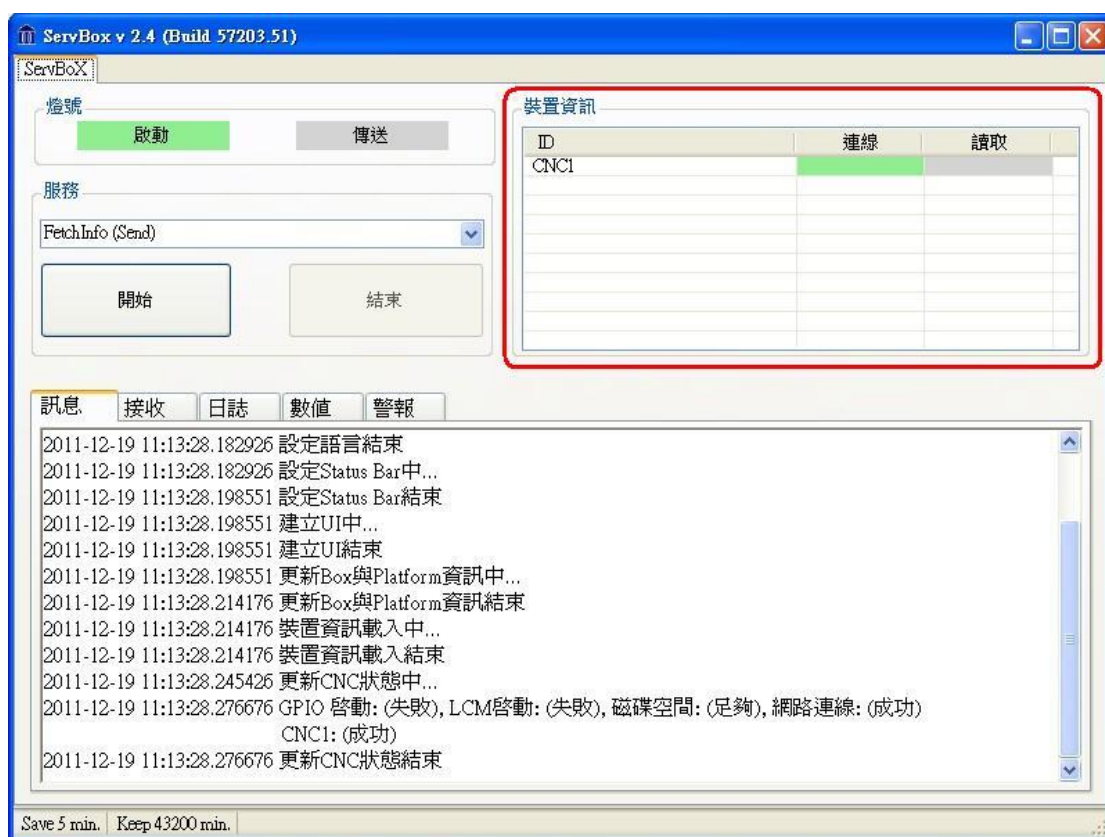 ServBox v 2.4 (Build 57203.51)
ServBoX
燈號
啟動 傳送
服務
FetchInfo (Send)
開始 結束
裝置資訊
ID 連線 讀取
CNC1
訊息 接收 日誌 數值 警報
2011-12-19 11:13:28.182926 設定語言結束
2011-12-19 11:13:28.182926 設定Status Bar中...
2011-12-19 11:13:28.198551 設定Status Bar結束
2011-12-19 11:13:28.198551 建立UI中...
2011-12-19 11:13:28.198551 建立UI結束
2011-12-19 11:13:28.198551 更新Box與Platform資訊中...
2011-12-19 11:13:28.214176 更新Box與Platform資訊結束
2011-12-19 11:13:28.214176 裝置資訊載入中...
2011-12-19 11:13:28.214176 裝置資訊載入結束
2011-12-19 11:13:28.245426 更新CNC狀態中...
2011-12-19 11:13:28.276676 GPIO 啓動: (失敗), LCM啓動: (失敗), 磁碟空間: (足夠), 網路連線: (成功)
CNC1: (成功)
2011-12-19 11:13:28.276676 更新CNC狀態結束
Save 5 min. Keep 43200 min.